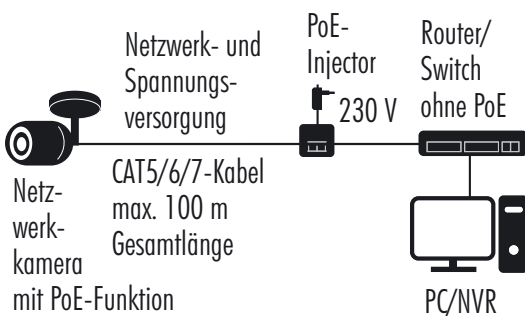 Netzwerk- und
Spannungs-
versorgung
PoE-
Injector
230 V
Router/
Switch
ohne PoE
CAT5/6/7-Kabel
max. 100 m
Gesamtlänge
Netz-
werk-
kamera
mit PoE-Funktion
PC/NVR